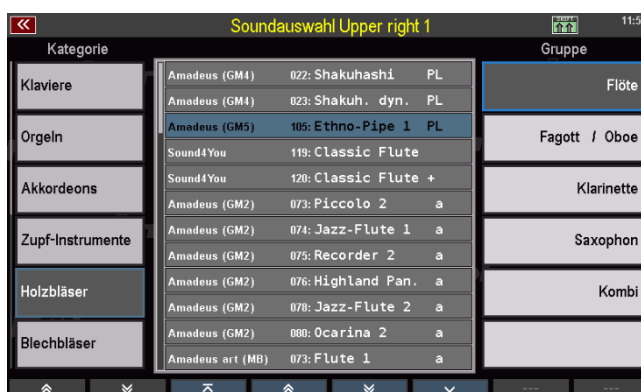 Soundauswahl Upper right 1
11:5
Kategorie
Gruppe
Klaviere
Orgeln
Akkordeons
Zupf-Instrumente
Holzbläser
Blechbläser
Amadeus (GM4) 022: Shakuhashi PL
Amadeus (GM4) 023: Shakuh. dyn. PL
Amadeus (GM5) 105: Ethno-Pipe 1 PL
Sound4You 119: Classic Flute
Sound4You 120: Classic Flute +
Amadeus (GM2) 073: Piccolo 2 a
Amadeus (GM2) 074: Jazz-Flute 1 a
Amadeus (GM2) 075: Recorder 2 a
Amadeus (GM2) 076: Highland Pan. a
Amadeus (GM2) 078: Jazz-Flute 2 a
Amadeus (GM2) 080: Ocarina 2 a
Amadeus art (MB) 073: Flute 1 a
Flöte
Fagott / Oboe
Klarinette
Saxophon
Kombi
--- ---